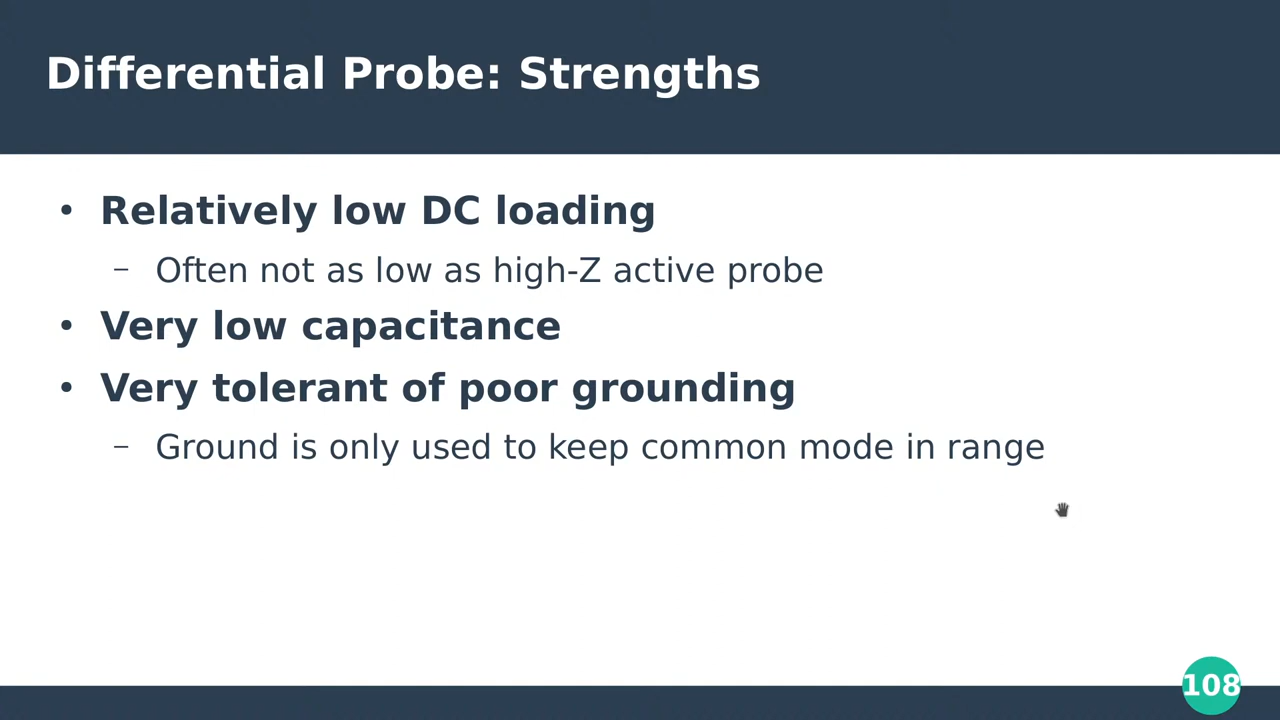 Differential Probe: Strengths
• Relatively low DC loading
– Often not as low as high-Z active probe
• Very low capacitance
• Very tolerant of poor grounding
– Ground is only used to keep common mode in range
108